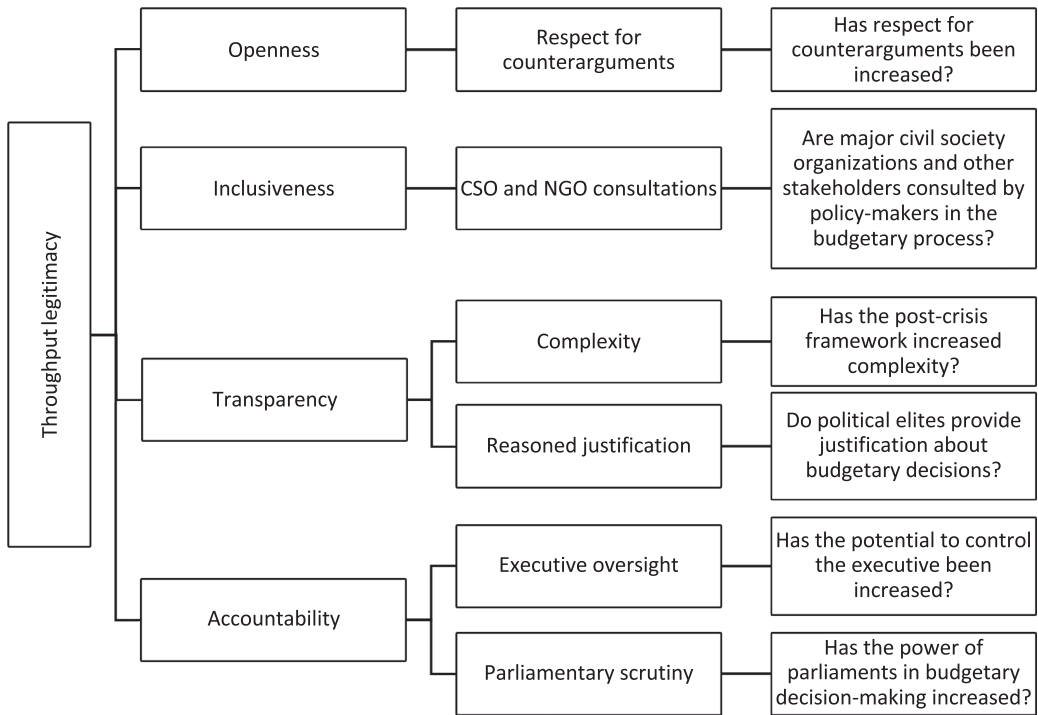 Throughput legitimacy
Openness
Respect for
counterarguments
Has respect for
counterarguments been
increased?
Inclusiveness
CSO and NGO consultations
Are major civil society
organizations and other
stakeholders consulted by
policy-makers in the
budgetary process?
Transparency
Complexity
Has the post-crisis
framework increased
complexity?
Reasoned justification
Do political elites provide
justification about
budgetary decisions?
Accountability
Executive oversight
Has the potential to control
the executive been
increased?
Parliamentary scrutiny
Has the power of
parliaments in budgetary
decision-making increased?